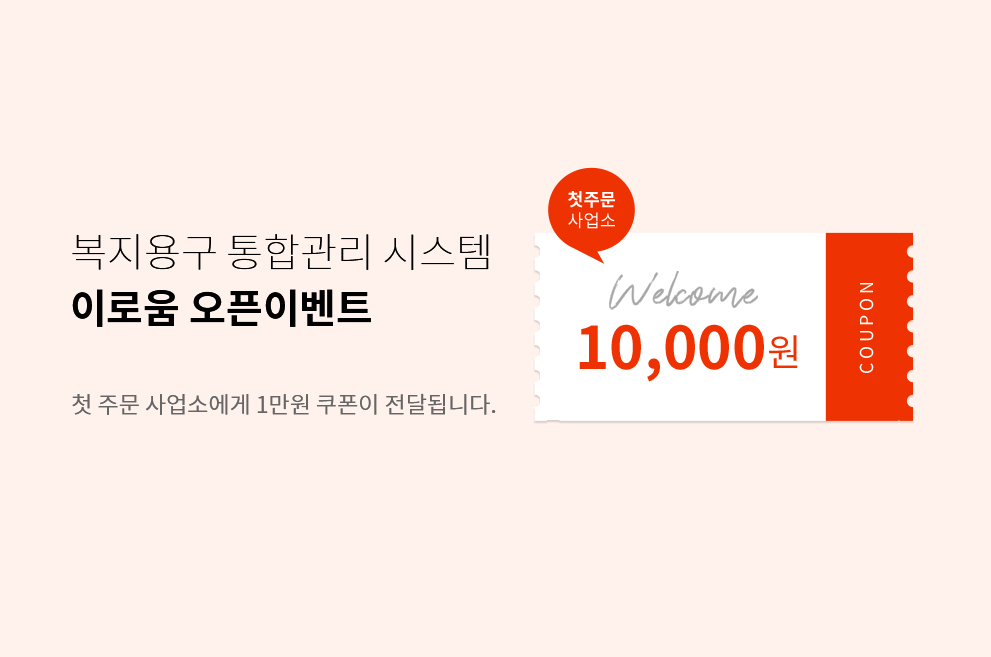 복지용구 통합관리 시스템
이로움 오픈이벤트
첫 주문 사업소에게 1만원 쿠폰이 전달됩니다.
첫주문
사업소
Welcome
10,000원
COUPON